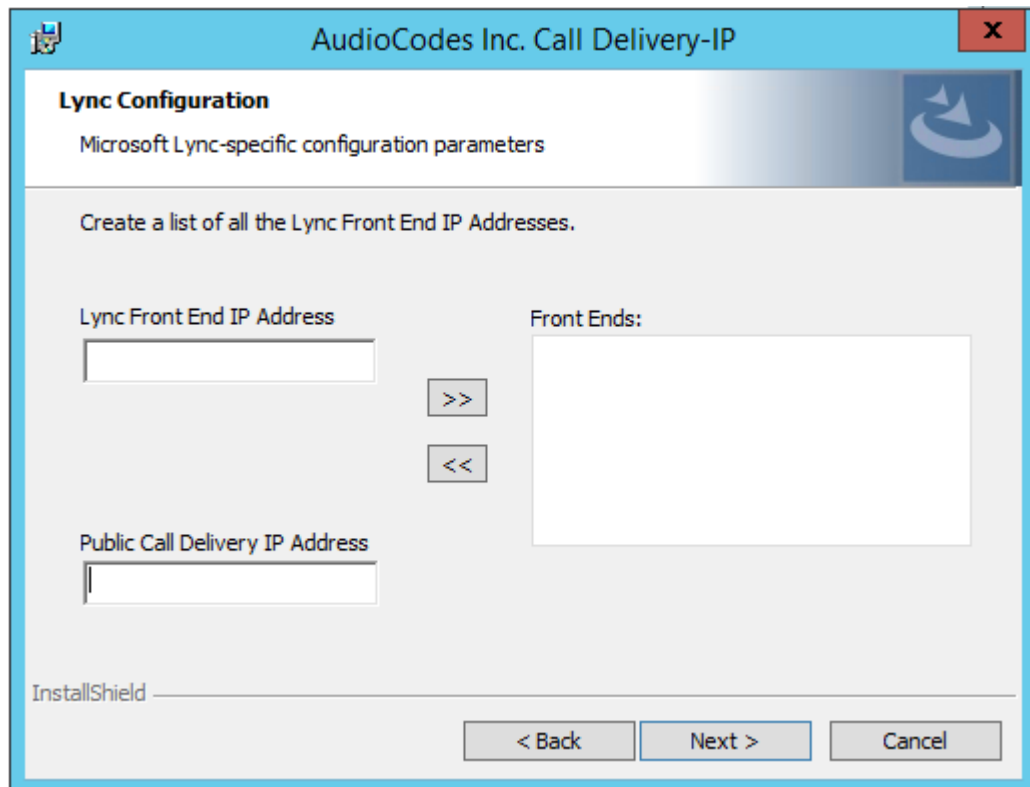 AudioCodes Inc. Call Delivery-IP
x
Lync Configuration
Microsoft Lync-specific configuration parameters
Create a list of all the Lync Front End IP Addresses.
Lync Front End IP Address
Front Ends:
>>
<<
Public Call Delivery IP Address
InstallShield
< Back
Next >
Cancel